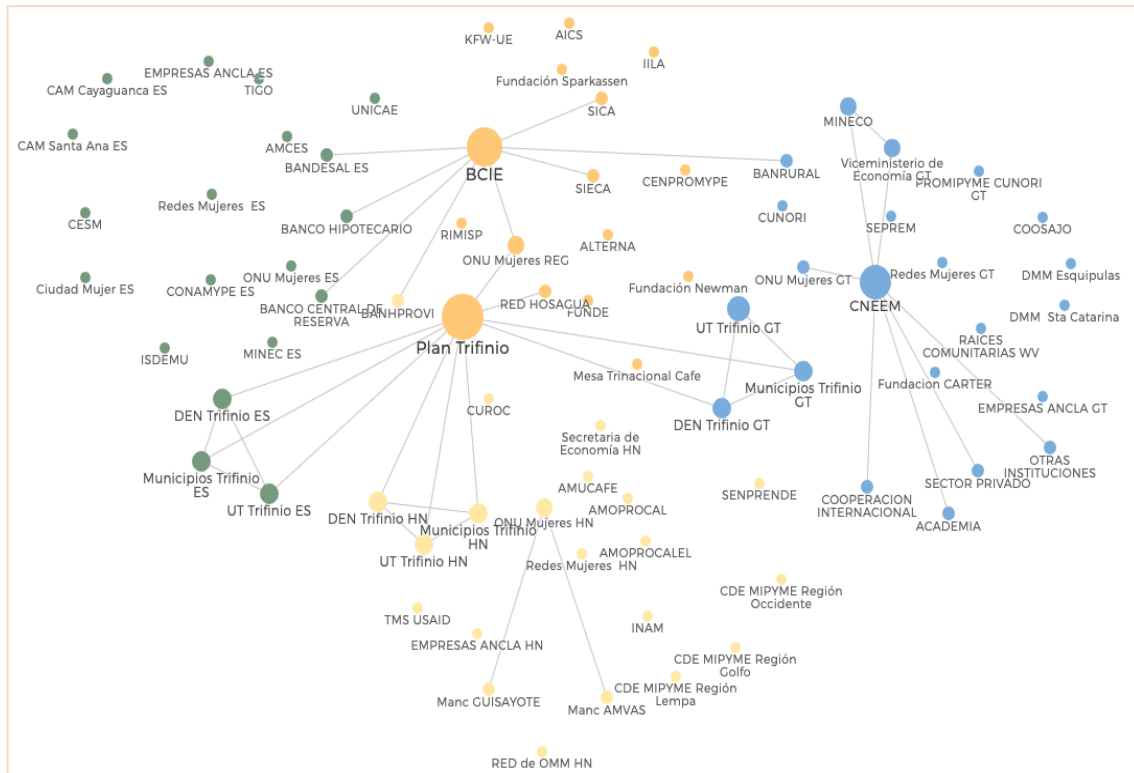 KFW-UE
AICS
IILA
EMPRESAS ANCLA ES
CAM Cayaguanca ES
TIGO
Fundación Sparkassen
UNICAE
SICA
MINECO
CAM Santa Ana ES
AMCES
BANDESAL ES
BCIE
SIECA
CENPROMYPE
BANRURAL
Viceministerio de
Economía GT
PROMIPYME CUNORI
GT
Redes Mujeres ES
CESM
BANCO HIPOTECARIO
RIMISP
ALTERNA
CUNORI
SEPREM
COOSAJO
ONU Mujeres REG
ONU Mujeres ES
Ciudad Mujer ES
CONAMYPE ES
BANCO CENTRAL DE
RESERVA
BANHPROVI
RED HOSAGUA
FUNDE
Fundación Newman
ONU Mujeres GT
Redes Mujeres GT
DMM Esquipulas
CNEEM
DMM Sta Catarina
UT Trifinio GT
Plan Trifinio
ISDEMU
MINEC ES
RAICES
COMUNITARIAS WV
Mesa Trinacional Cafe
Municipios Trifinio
GT
Fundacion CARTER
EMPRESAS ANCLA GT
DEN Trifinio ES
CUROC
DEN Trifinio GT
Secretaria de
Economía HN
Municipios Trifinio
ES
UT Trifinio ES
OTRAS
INSTITUCIONES
SECTOR PRIVADO
COOPERACION
INTERNACIONAL
ACADEMIA
AMUCAFE
SENPRENDE
AMOPROCAL
DEN Trifinio HN
Municipios Trifinio
HN
ONU Mujeres HN
UT Trifinio HN
AMOPROCALEL
Redes Mujeres HN
CDE MIPYME Región
Occidente
TMS USAID
INAM
EMPRESAS ANCLA HN
CDE MIPYME Región
Golfo
CDE MIPYME Región
Lempa
Manc GUISAYOTE
Manc AMVAS
RED de OMM HN